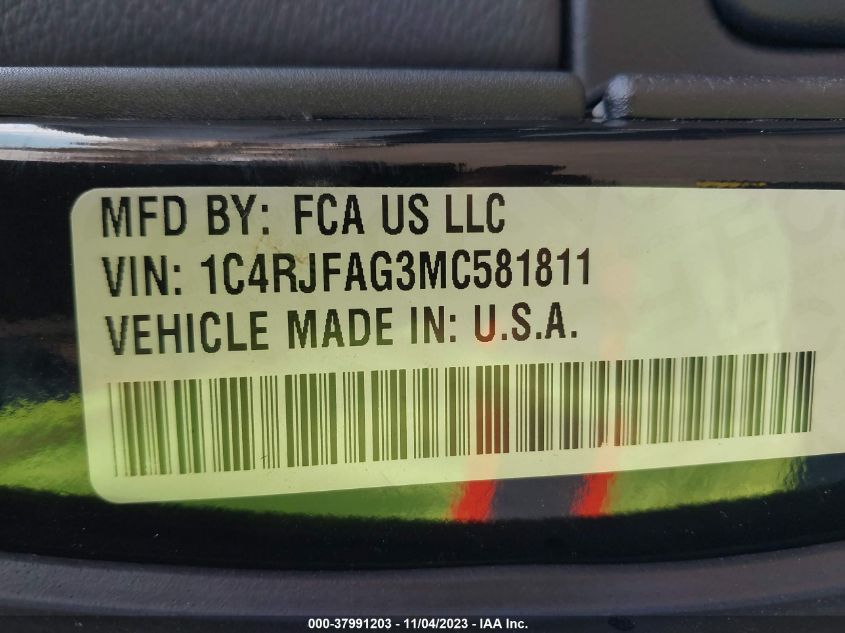 MFD BY: FCA US LLC
VIN: 1C4RJFAG3MC581811
VEHICLE MADE IN: U.S.A.
000-37991203 - 11/04/2023 - IAA Inc.